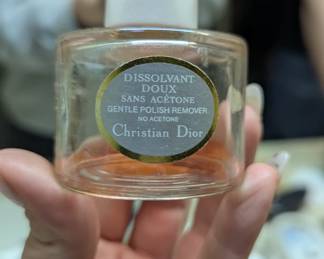 DISSOLVANT
DOUX
SANS ACÉTONE
GENTLE POLISH REMOVER
NO ACETONE
Christian Dior